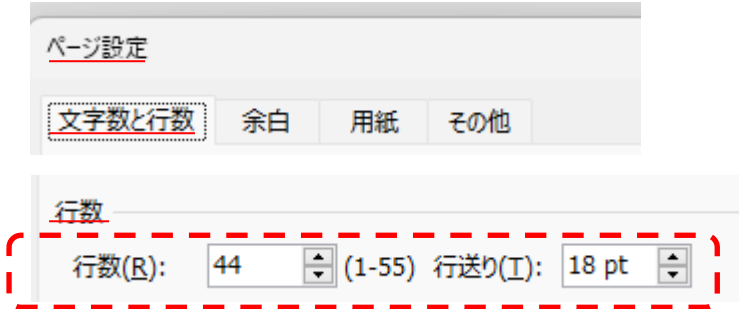 ページ設定
文字数と行数 余白 用紙 その他
行数
行数(R): 44 (1-55) 行送り(T): 18 pt